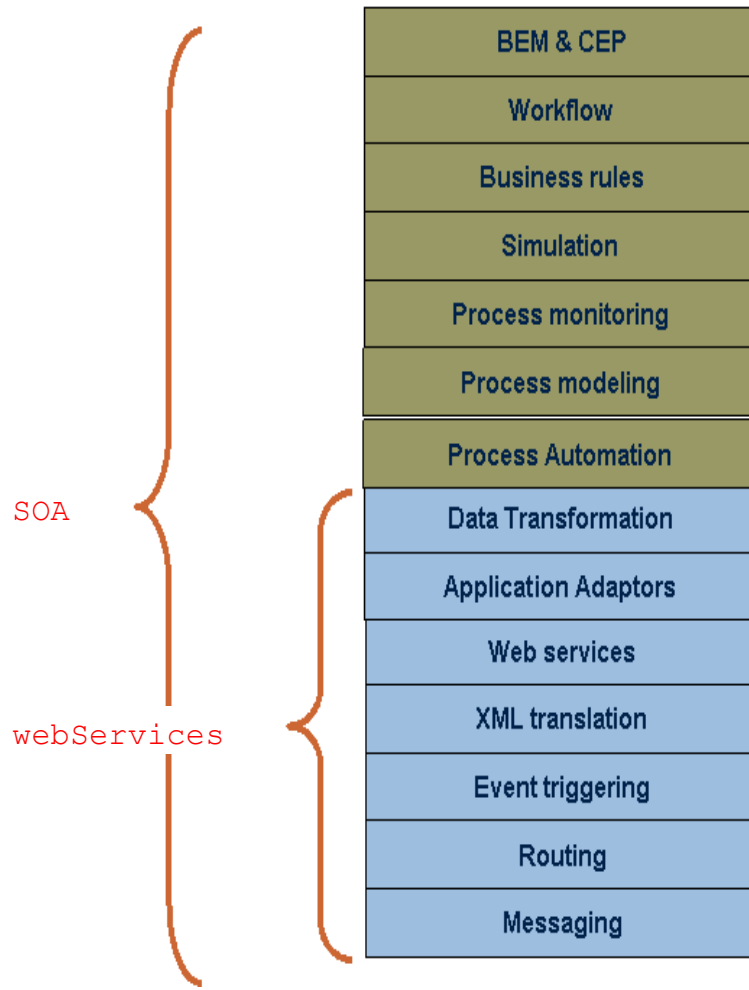 BEM & CEP
Workflow
Business rules
Simulation
Process monitoring
Process modeling
Process Automation
SOA
Data Transformation
Application Adaptors
Web services
webServices
XML translation
Event triggering
Routing
Messaging